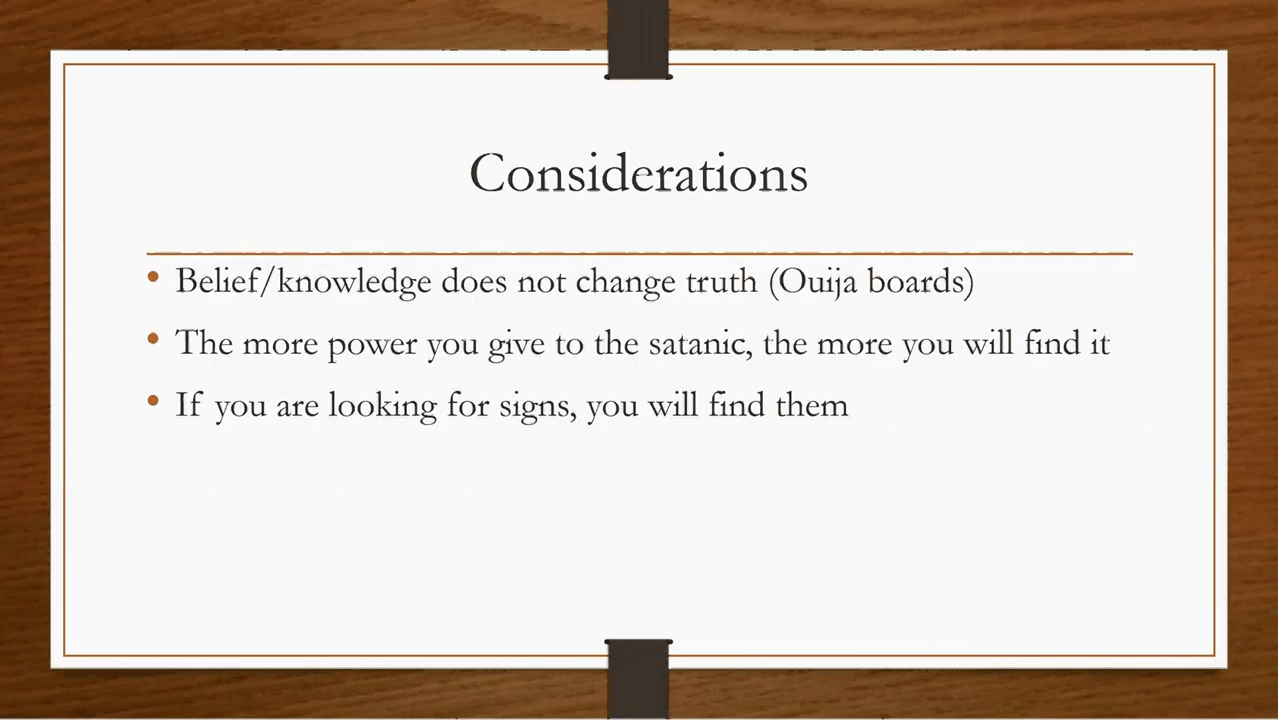 Considerations
• Belief/knowledge does not change truth (Ouija boards)
• The more power you give to the satanic, the more you will find it
• If you are looking for signs, you will find them